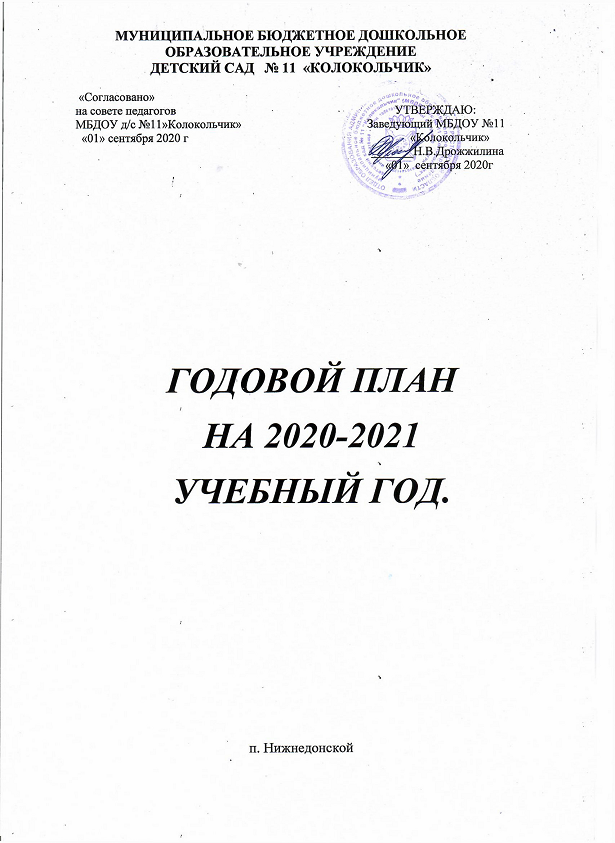 МУНИЦИПАЛЬНОЕ БЮДЖЕТНОЕ ДОШКОЛЬНОЕ
ОБРАЗОВАТЕЛЬНОЕ УЧРЕЖДЕНИЕ
ДЕТСКИЙ САД № 11 «КОЛОКОЛЬЧИК»
«Согласовано»
на совете педагогов
МБДОУ д/с №11»Колокольчик»
«01» сентября 2020 г
УТВЕРЖДАЮ:
Заведующий МБДОУ №11
«Колокольчик»
Н.В.Дрожжилина
«01» сентября 2020г
ГОДОВОЙ ПЛАН
НА 2020-2021
УЧЕБНЫЙ ГОД.
п. Нижнедонской